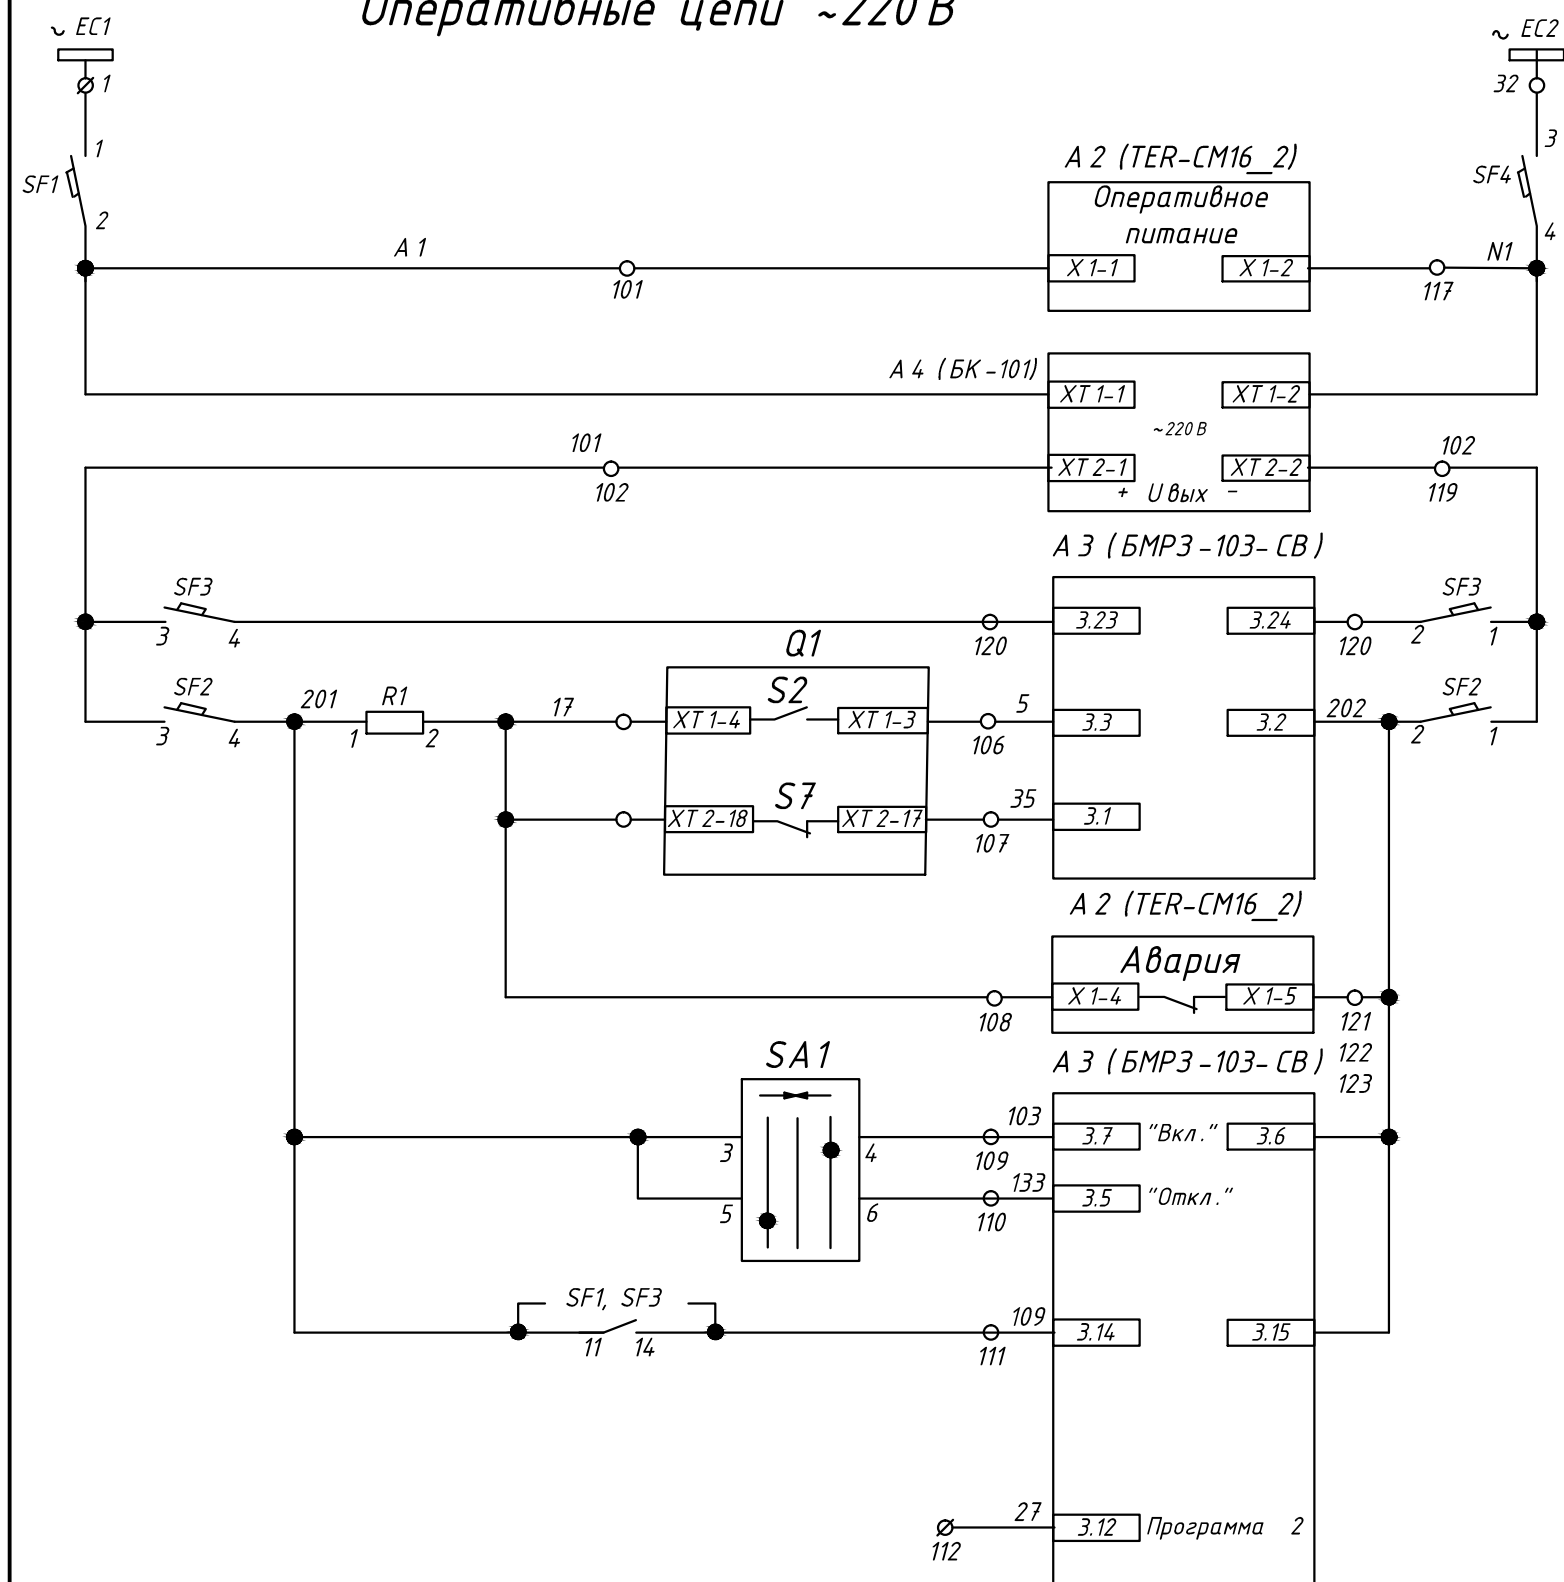 Оперативные цепи ~220 В
~ EC1
~ EC2
1
32
1
3
SF1
SF4
2
4
А 2 (TER-CM16_2)
Оперативное
питание
А 1
N1
X 1-1
X 1-2
101
117
А 4 (БК-101)
XT 1-1
XT 1-2
~220 В
101
102
XT 2-1
XT 2-2
102
119
+ U вых -
А 3 (БМРЗ-103-СВ)
SF3
SF3
3
4
120
3.23
3.24
120
2
1
Q1
SF2
201
R1
17
S2
5
202
SF2
XT 1-4
XT 1-3
3.3
3.2
3
4
1
2
106
2
1
S7
35
XT 2-18
XT 2-17
3.1
107
А 2 (TER-CM16_2)
Авария
X 1-4
X 1-5
108
121
122
123
SA1
А 3 (БМРЗ-103-СВ)
103
3.7
"Вкл."
3.6
3
4
109
133
3.5
"Откл."
5
6
110
SF1, SF3
109
3.14
3.15
11
14
111
27
3.12
Программа 2
112